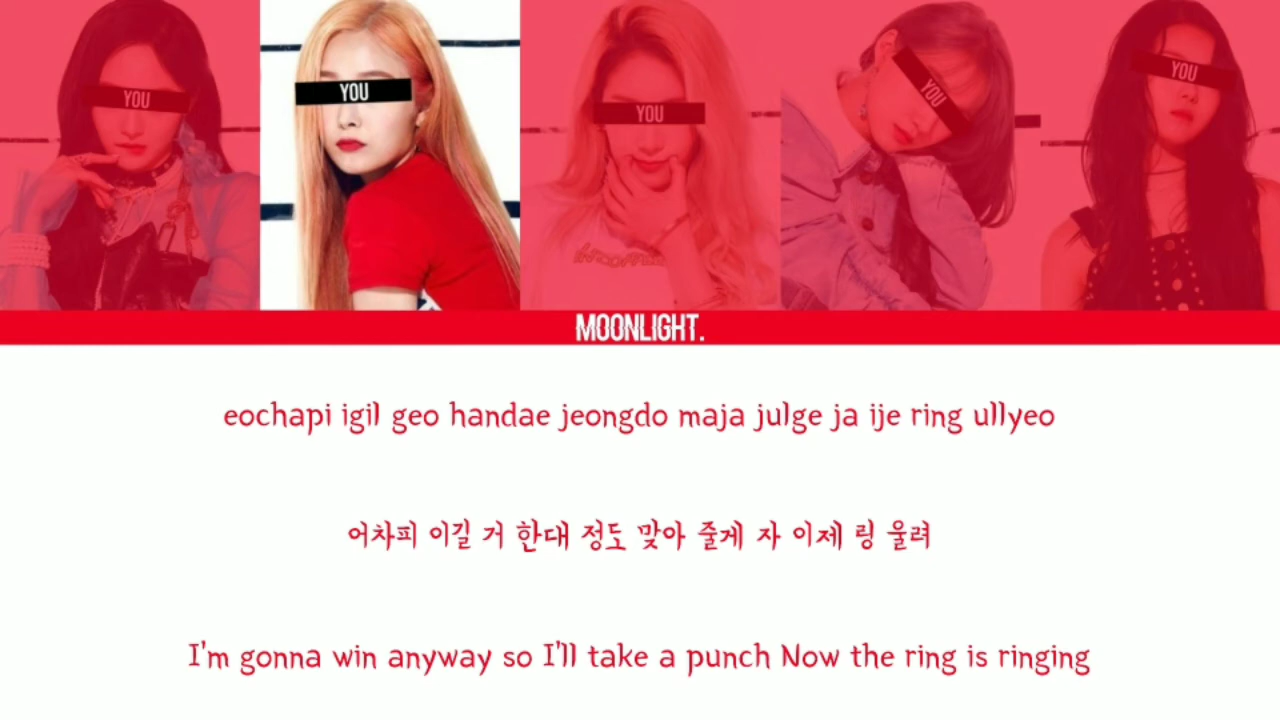 YOU
YOU
YOU
YOU
YOU
MOONLIGHT.
eochapi igil geo handae jeongdo maja julge ja ije ring ullyeo
어차피 이길 거 한대 정도 맞아 줄게 자 이제 링 울려
I'm gonna win anyway so I'll take a punch Now the ring is ringing